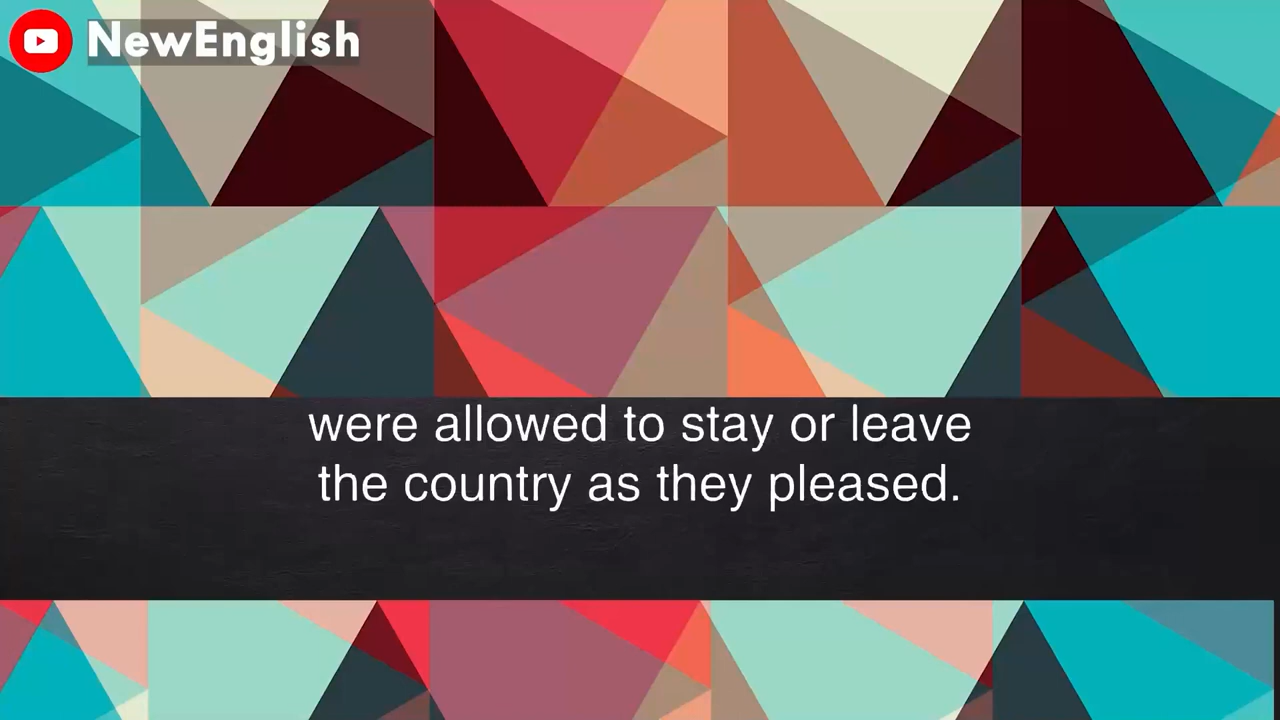 NewEnglish
were allowed to stay or leave
the country as they pleased.